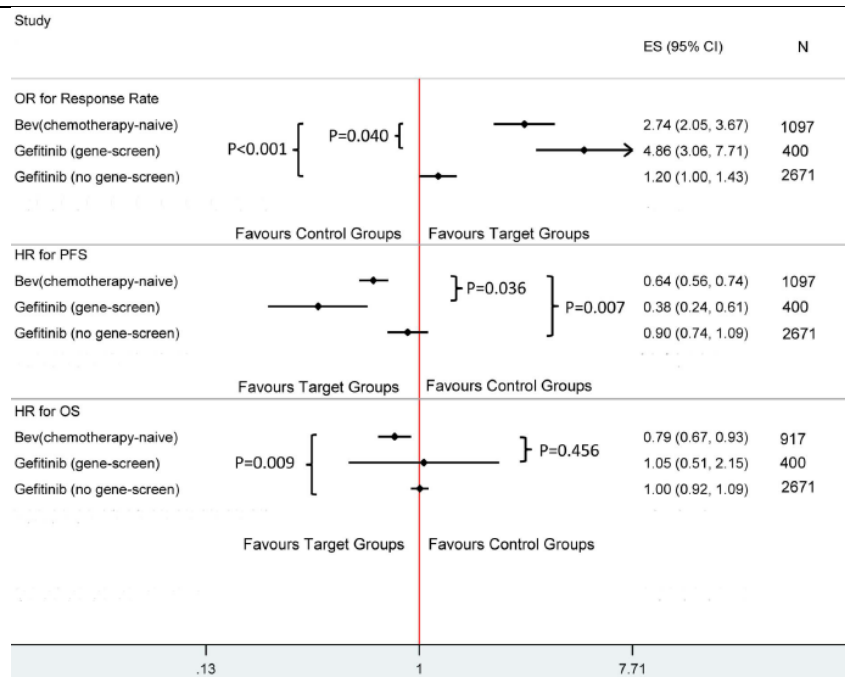 Study
ES (95% CI) N
OR for Response Rate
Bev(chemotherapy-naive) 2.74 (2.05, 3.67) 1097
P=0.040
Gefitinib (gene-screen) 4.86 (3.06, 7.71) 400
P<0.001
Gefitinib (no gene-screen) 1.20 (1.00, 1.43) 2671
Favours Control Groups Favours Target Groups
HR for PFS
Bev(chemotherapy-naive) P=0.036 0.64 (0.56, 0.74) 1097
Gefitinib (gene-screen) P=0.007 0.38 (0.24, 0.61) 400
Gefitinib (no gene-screen) 0.90 (0.74, 1.09) 2671
Favours Target Groups Favours Control Groups
HR for OS
Bev(chemotherapy-naive) P=0.456 0.79 (0.67, 0.93) 917
Gefitinib (gene-screen) P=0.009 1.05 (0.51, 2.15) 400
Gefitinib (no gene-screen) 1.00 (0.92, 1.09) 2671
Favours Target Groups Favours Control Groups
.13 1 7.71